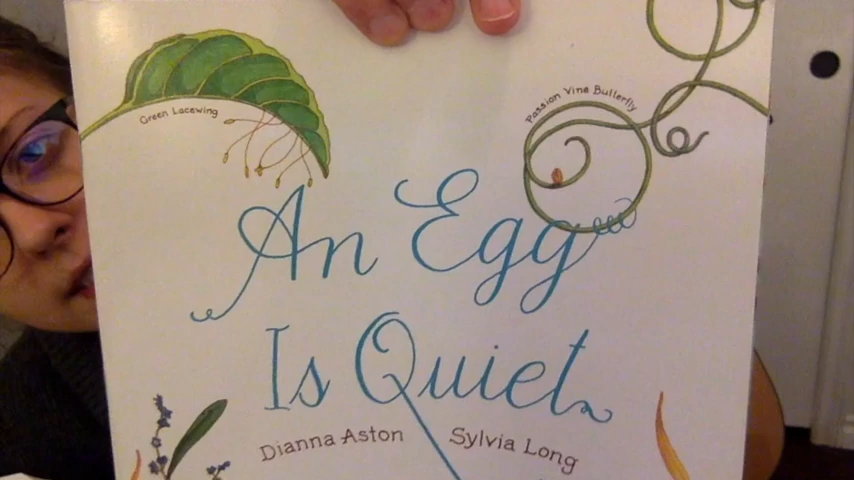 Green Lacewing
Passion Vine Butterfly
An Egg
Is Quiet
Dianna Aston
Sylvia Long